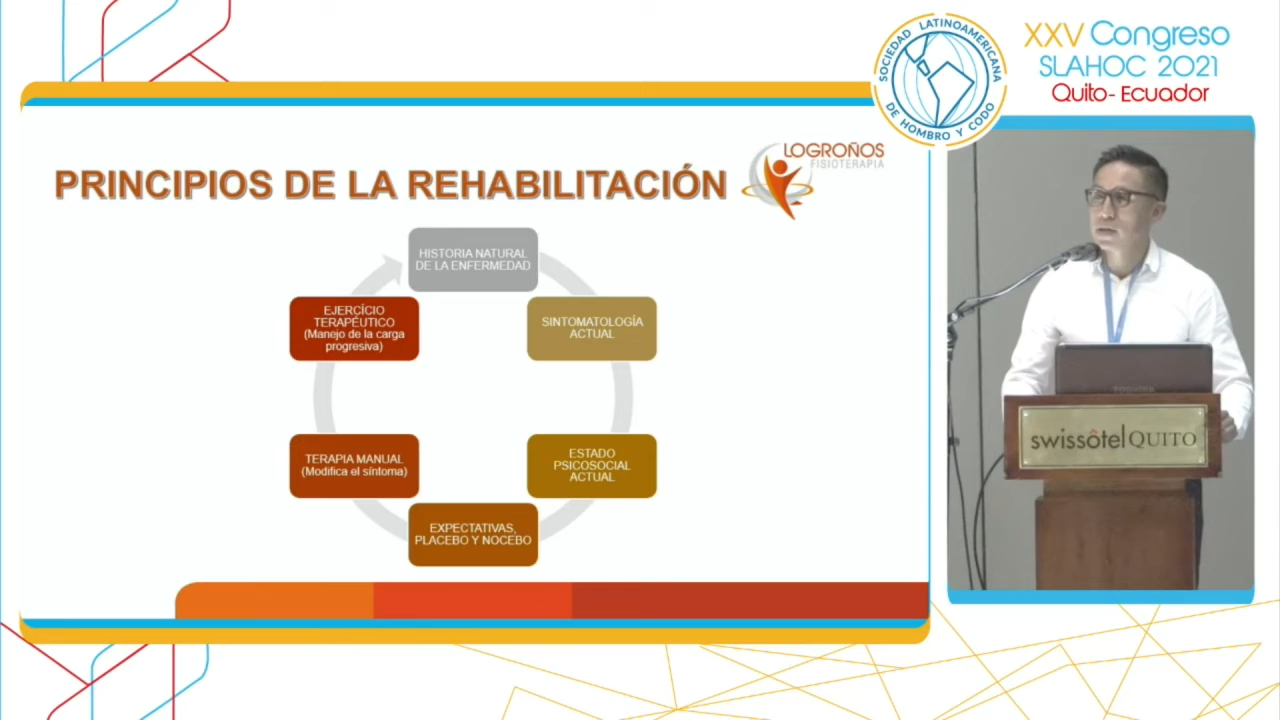 SOCIEDAD LATINOAMERICANA
DE HOMBRO Y CODO
XXV Congreso
SLAHOC 2021
Quito- Ecuador
LOGROÑOS
FISIOTERAPIA
PRINCIPIOS DE LA REHABILITACIÓN
HISTORIA NATURAL
DE LA ENFERMEDAD
SINTOMATOLOGÍA
ACTUAL
ESTADO
PSICOSOCIAL
ACTUAL
EXPECTATIVAS,
PLACEBO Y NOCEBO
TERAPIA MANUAL
(Modifica el síntoma)
EJERCÍCIO
TERAPÉUTICO
(Manejo de la carga
progresiva)
TOSHIBA
swissôtel QUITO